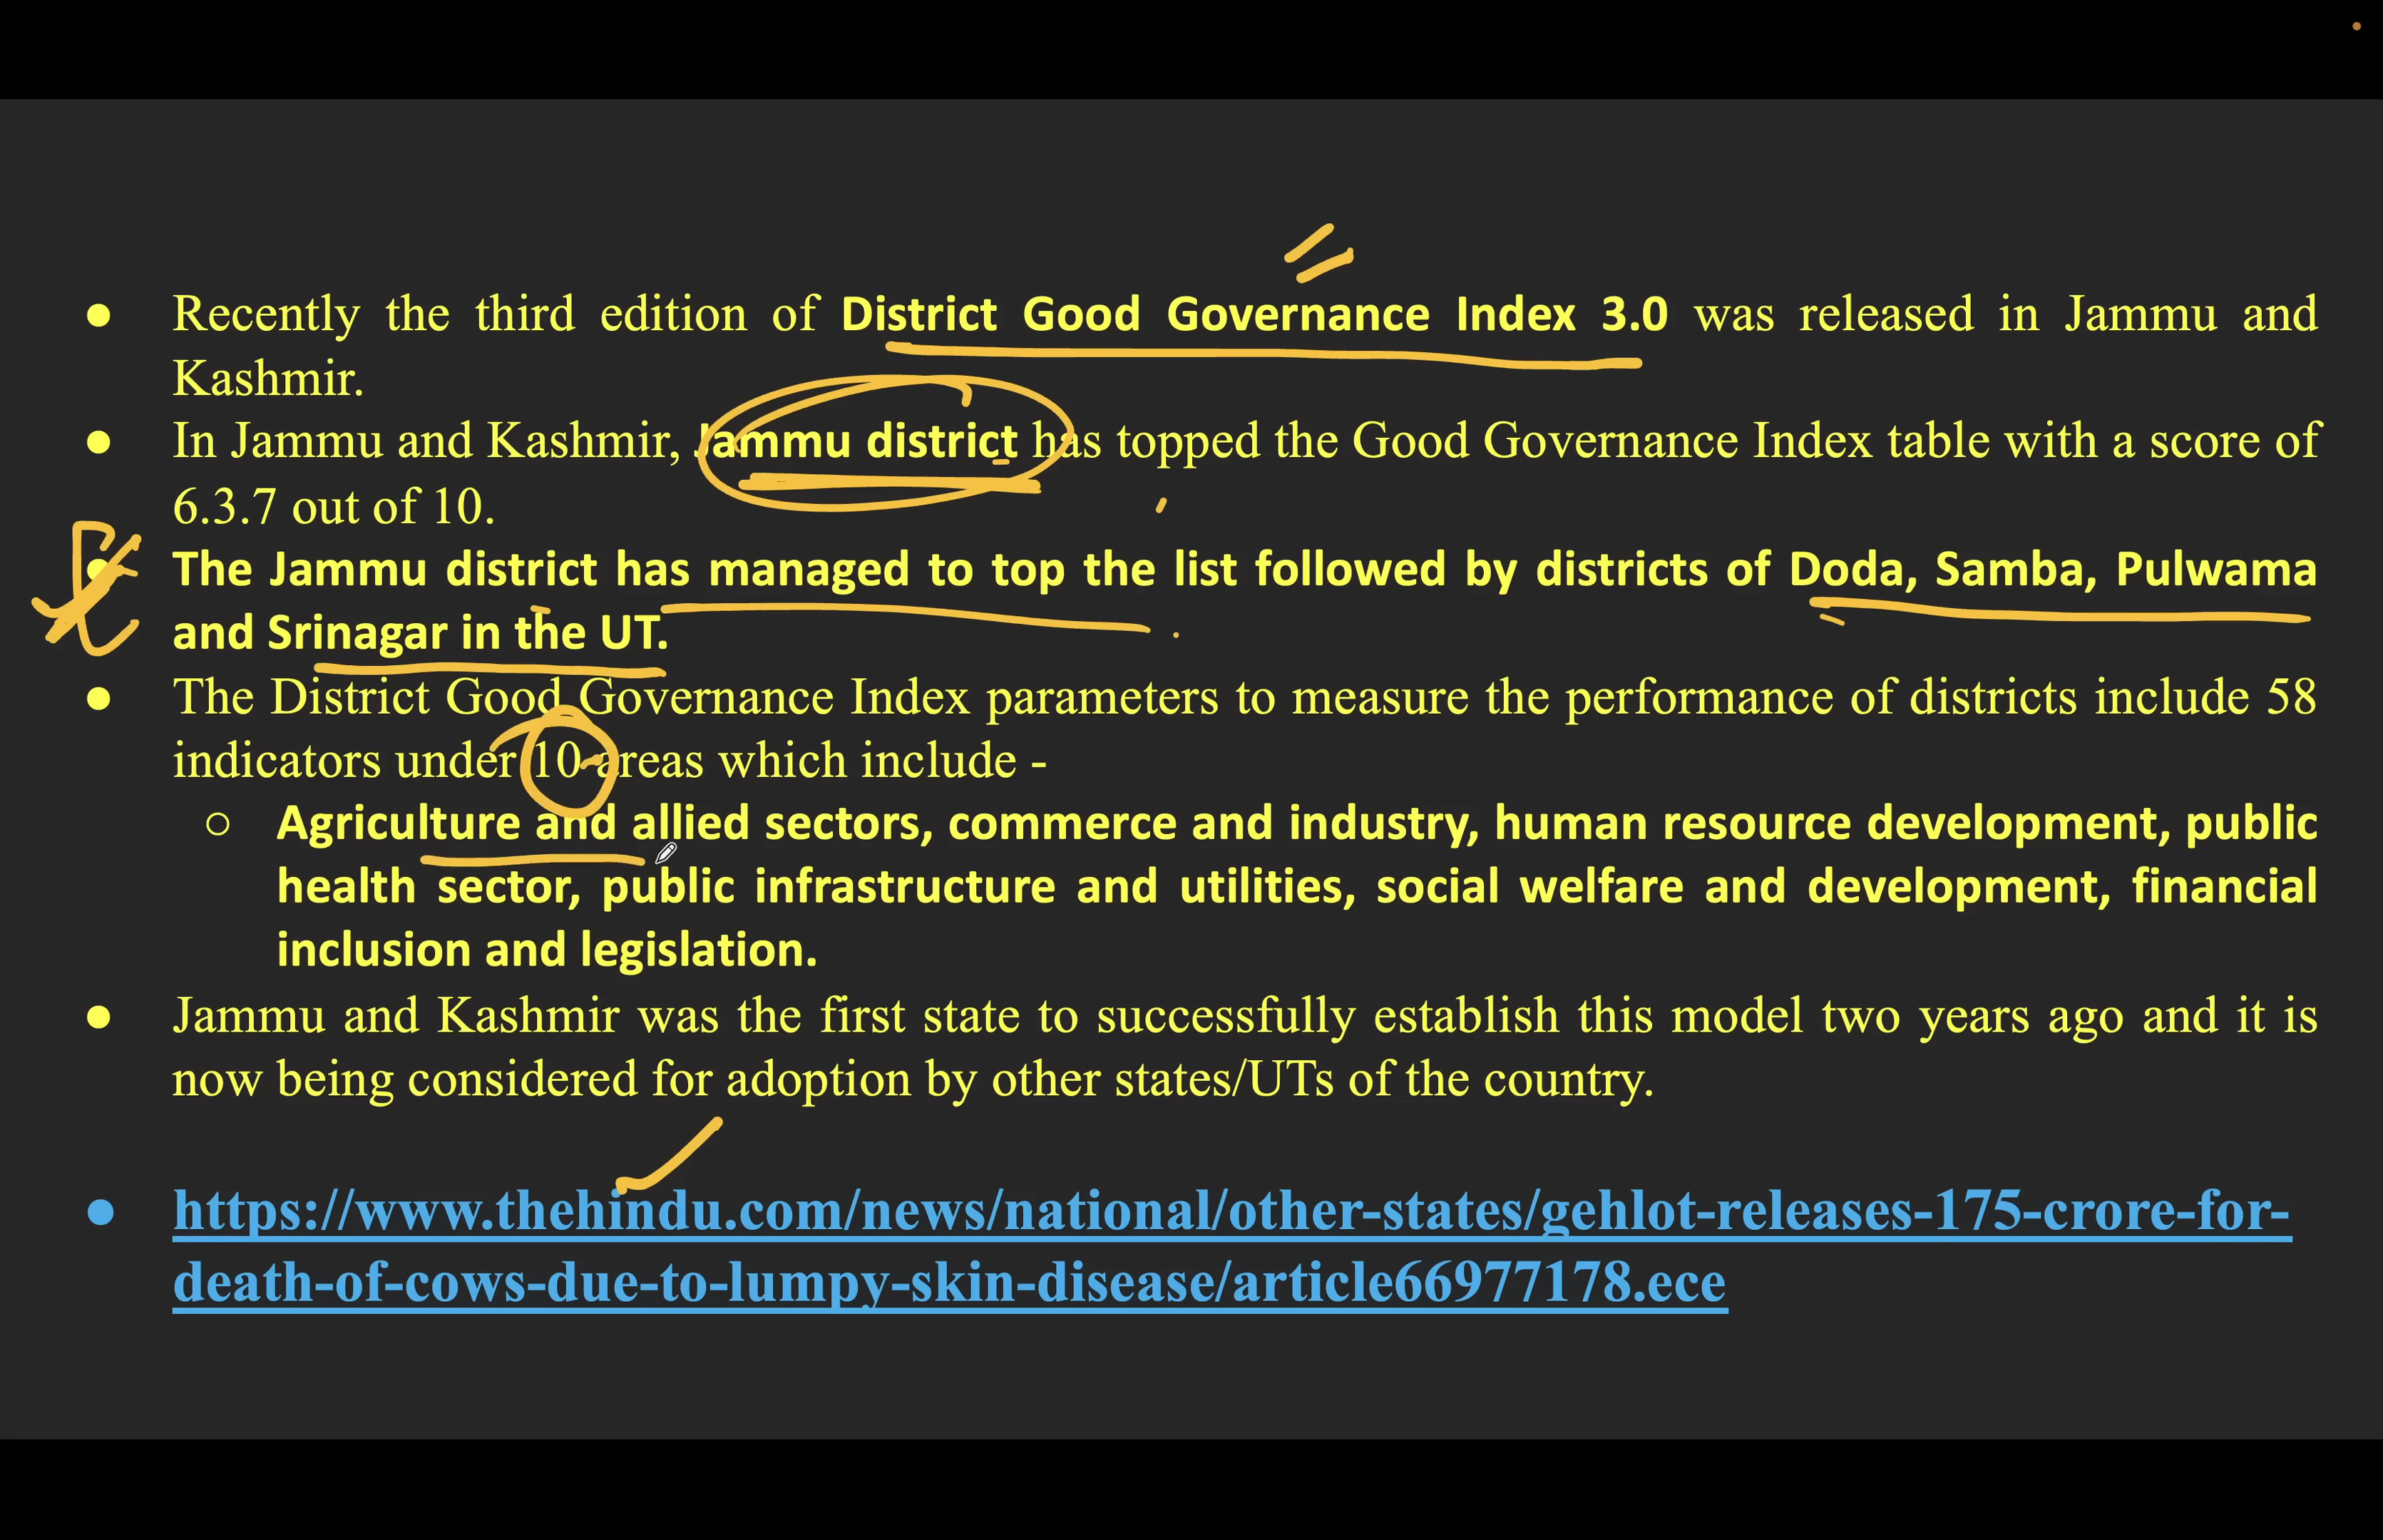 ● Recently the third edition of District Good Governance Index 3.0 was released in Jammu and
Kashmir.
● In Jammu and Kashmir, Jammu district has topped the Good Governance Index table with a score of
6.3.7 out of 10.
● The Jammu district has managed to top the list followed by districts of Doda, Samba, Pulwama
and Srinagar in the UT.
● The District Good Governance Index parameters to measure the performance of districts include 58
indicators under 10 areas which include -
○ Agriculture and allied sectors, commerce and industry, human resource development, public
health sector, public infrastructure and utilities, social welfare and development, financial
inclusion and legislation.
● Jammu and Kashmir was the first state to successfully establish this model two years ago and it is
now being considered for adoption by other states/UTs of the country.
● https://www.thehindu.com/news/national/other-states/gehlot-releases-175-crore-for-
death-of-cows-due-to-lumpy-skin-disease/article66977178.ece